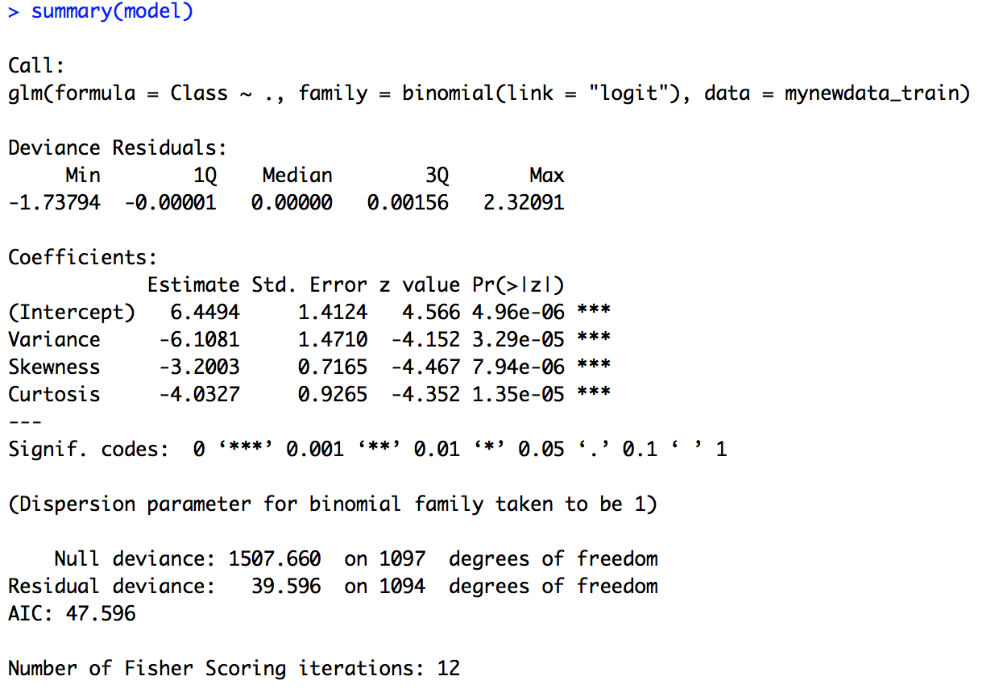 > summary(model)
Call:
glm(formula = Class ~ ., family = binomial(link = "logit"), data = mynewdata_train)
Deviance Residuals:
     Min        1Q    Median        3Q       Max
-1.73794  -0.00001   0.00000   0.00156   2.32091
Coefficients:
            Estimate Std. Error z value Pr(>|z|)
(Intercept)   6.4494     1.4124   4.566 4.96e-06 ***
Variance     -6.1081     1.4710  -4.152 3.29e-05 ***
Skewness     -3.2003     0.7165  -4.467 7.94e-06 ***
Curtosis     -4.0327     0.9265  -4.352 1.35e-05 ***
---
Signif. codes:  0 ‘***’ 0.001 ‘**’ 0.01 ‘*’ 0.05 ‘.’ 0.1 ‘ ’ 1
(Dispersion parameter for binomial family taken to be 1)
    Null deviance: 1507.660  on 1097  degrees of freedom
Residual deviance:   39.596  on 1094  degrees of freedom
AIC: 47.596
Number of Fisher Scoring iterations: 12